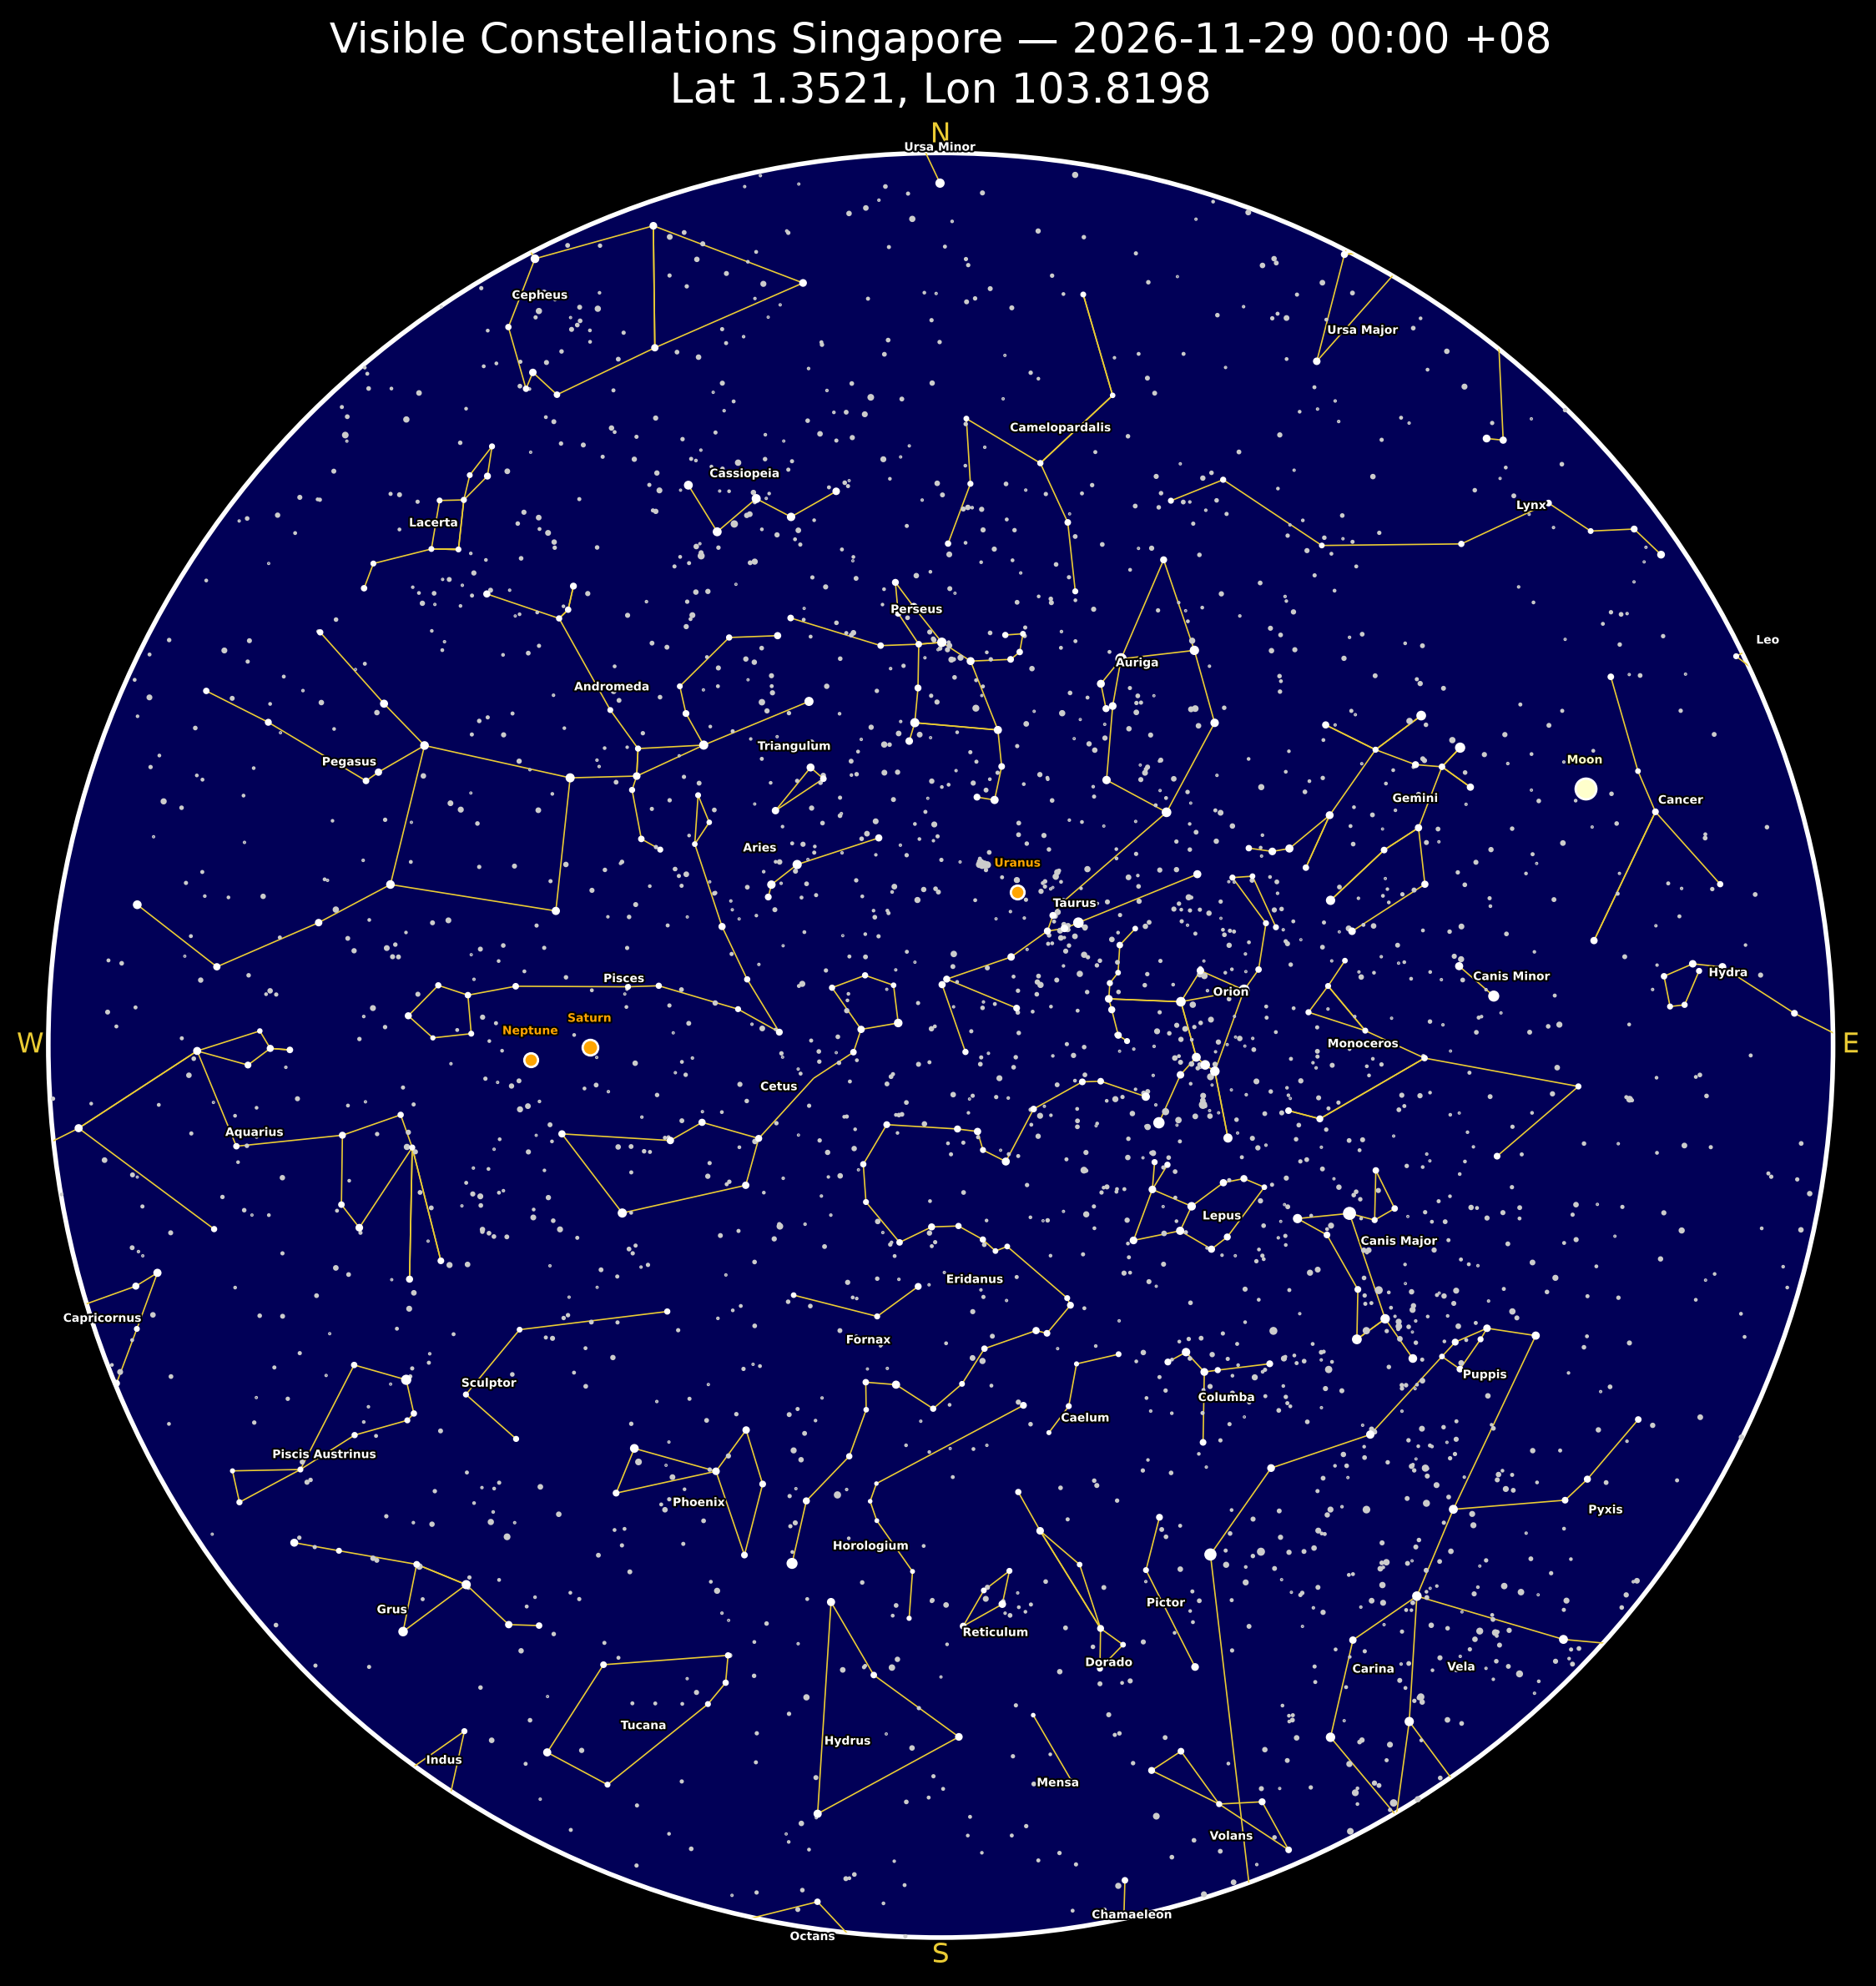 Visible Constellations Singapore — 2026-11-29 00:00 +08
Lat 1.3521, Lon 103.8198
N
Ursa Minor
Cepheus
Ursa Major
Camelopardalis
Cassiopeia
Lynx
Lacerta
Perseus
Leo
Auriga
Andromeda
Triangulum
Pegasus
Moon
Gemini
Cancer
Aries
Uranus
Taurus
Pisces
Canis Minor
Hydra
Orion
Saturn
Neptune
W
Monoceros
E
Cetus
Aquarius
Lepus
Canis Major
Eridanus
Capricornus
Fornax
Puppis
Sculptor
Columba
Caelum
Piscis Austrinus
Phoenix
Pyxis
Horologium
Pictor
Grus
Reticulum
Dorado
Carina
Vela
Tucana
Hydrus
Indus
Mensa
Volans
Chamaeleon
Octans
S